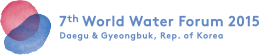 7th World Water Forum 2015
Daegu & Gyeongbuk, Rep. of Korea